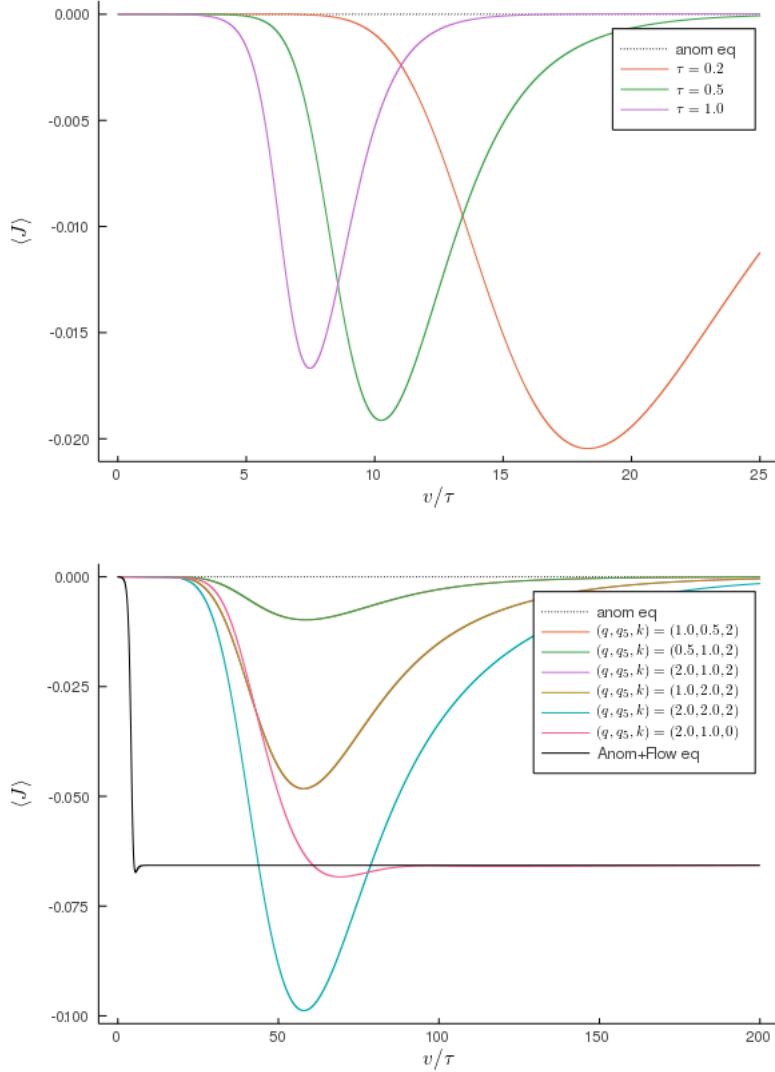 0.000
-0.005
-0.010
-0.015
-0.020
⟨J⟩
anom eq
τ = 0.2
τ = 0.5
τ = 1.0
0 5 10 15 20 25
v/τ
0.000
-0.025
-0.050
-0.075
-0.100
⟨J⟩
anom eq
(q, q₅, k) = (1.0,0.5,2)
(q, q₅, k) = (0.5,1.0,2)
(q, q₅, k) = (2.0,1.0,2)
(q, q₅, k) = (1.0,2.0,2)
(q, q₅, k) = (2.0,2.0,2)
(q, q₅, k) = (2.0,1.0,0)
Anom+Flow eq
0 50 100 150 200
v/τ